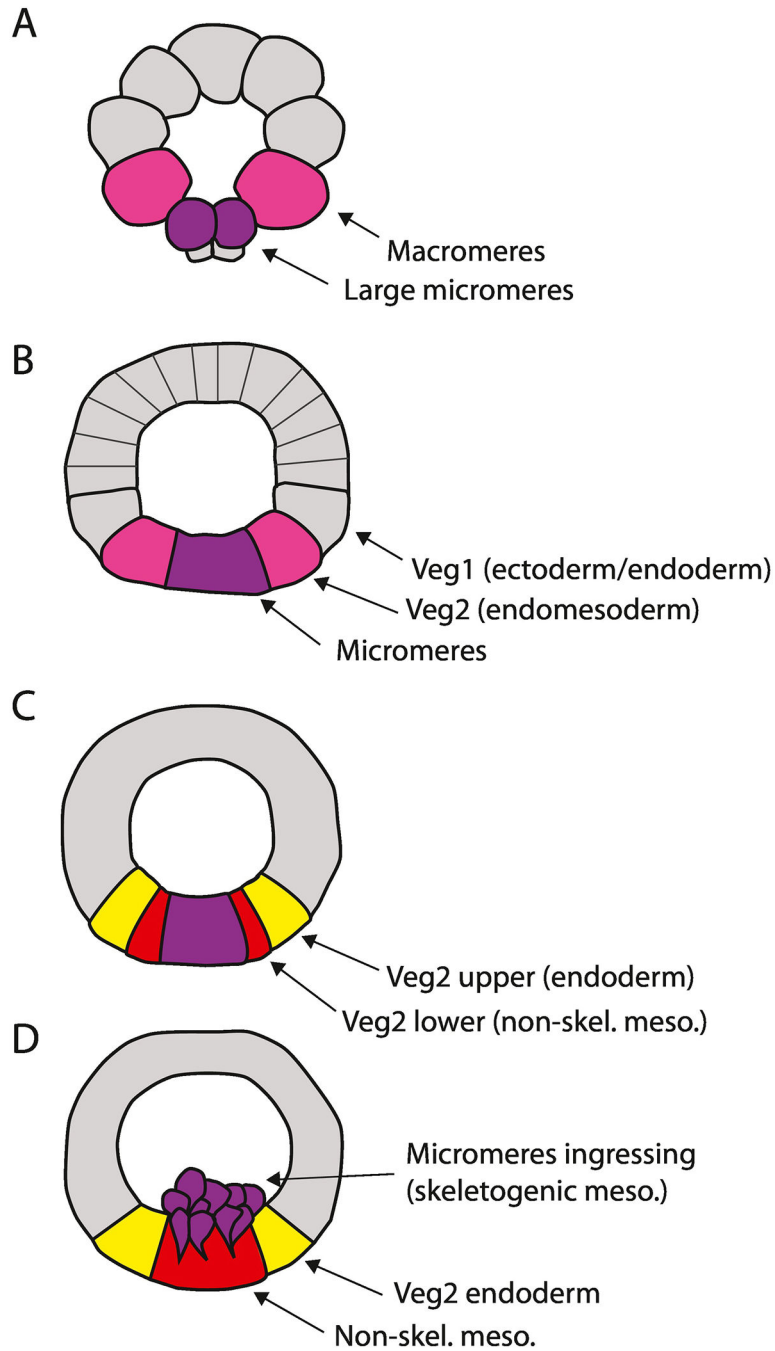 A
Macromeres
Large micromeres
B
Veg1 (ectoderm/endoderm)
Veg2 (endomesoderm)
Micromeres
C
Veg2 upper (endoderm)
Veg2 lower (non-skel. meso.)
D
Micromeres ingressing
(skeletogenic meso.)
Veg2 endoderm
Non-skel. meso.